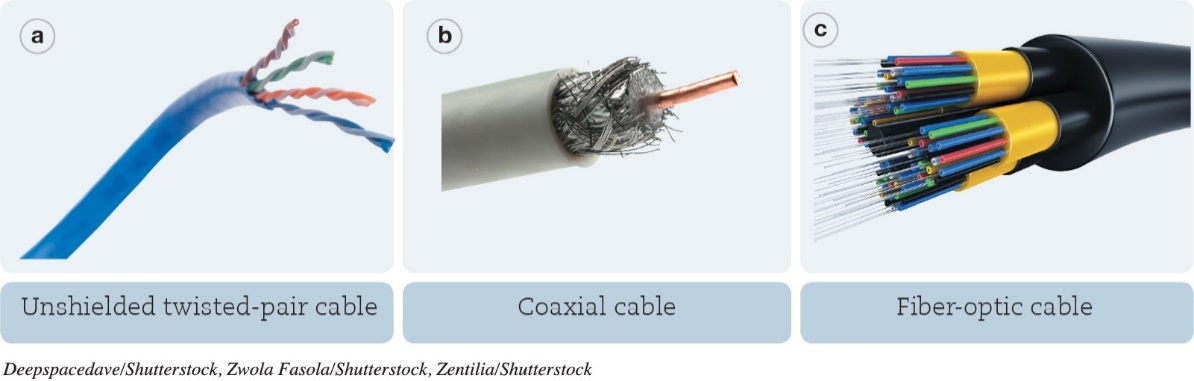 a
b
c
Unshielded twisted-pair cable
Coaxial cable
Fiber-optic cable
Deepspacedave/Shutterstock, Zwola Fasola/Shutterstock, Zentilia/Shutterstock